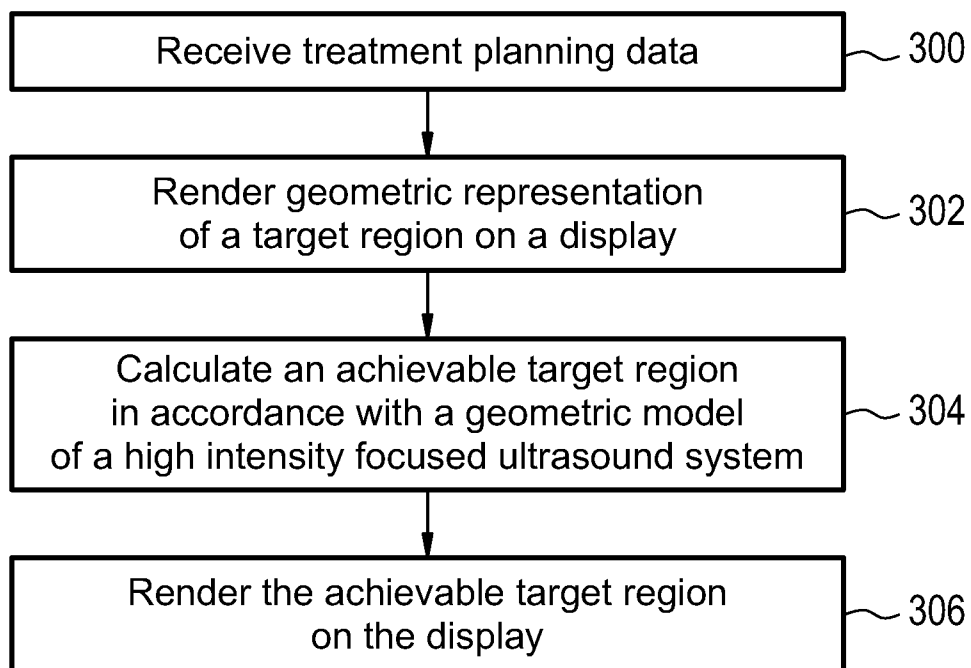 Receive treatment planning data
300
Render geometric representation
of a target region on a display
302
Calculate an achievable target region
in accordance with a geometric model
of a high intensity focused ultrasound system
304
Render the achievable target region
on the display
306